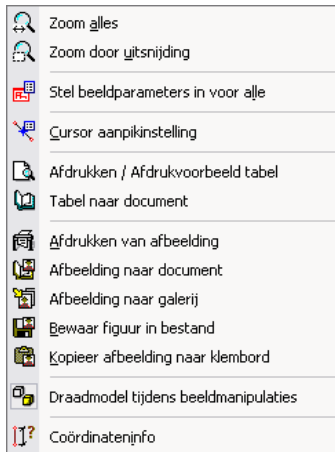 Zoom alles
Zoom door uitsnijding
Stel beeldparameters in voor alle
Cursor aanpikinstelling
Afdrukken / Afdrukvoorbeeld tabel
Tabel naar document
Afdrukken van afbeelding
Afbeelding naar document
Afbeelding naar galerij
Bewaar figuur in bestand
Kopieer afbeelding naar klembord
Draadmodel tijdens beeldmanipulaties
Coördinateninfo